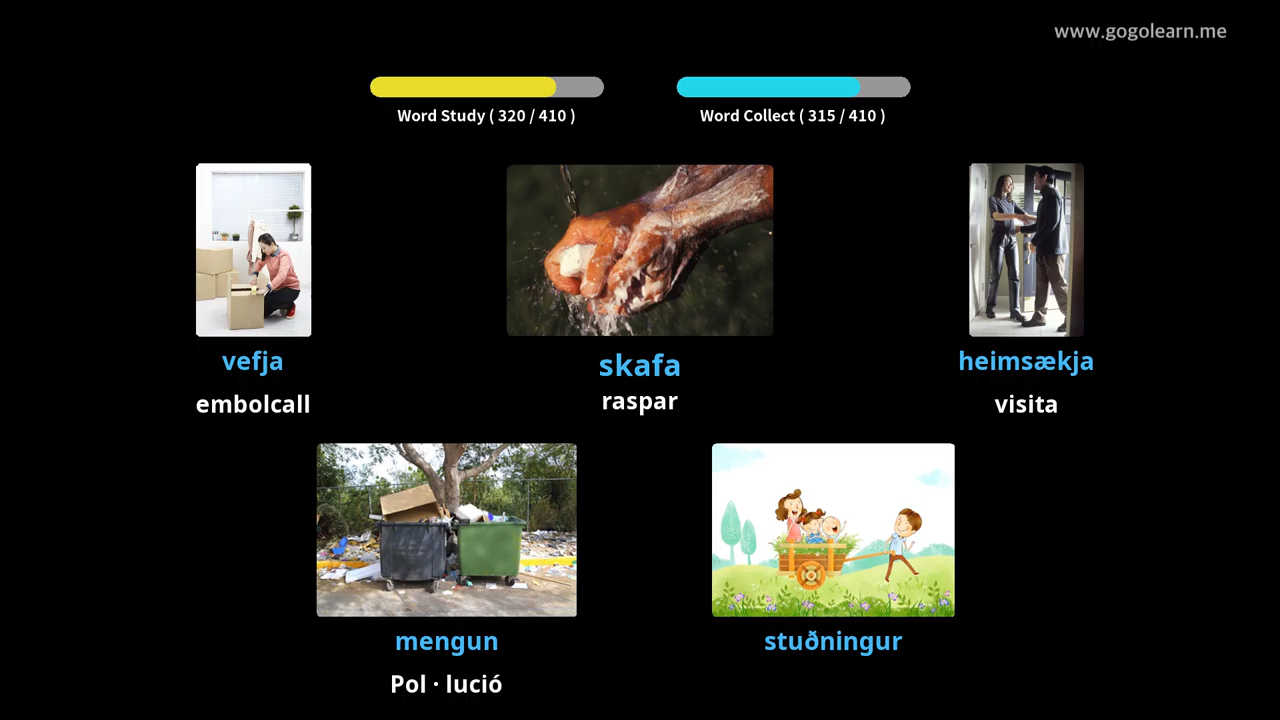 www.gogolearn.me
Word Study ( 320 / 410 )
Word Collect ( 315 / 410 )
vefja
embolcall
skafa
raspar
heimsækja
visita
mengun
Pol · lució
stuðningur